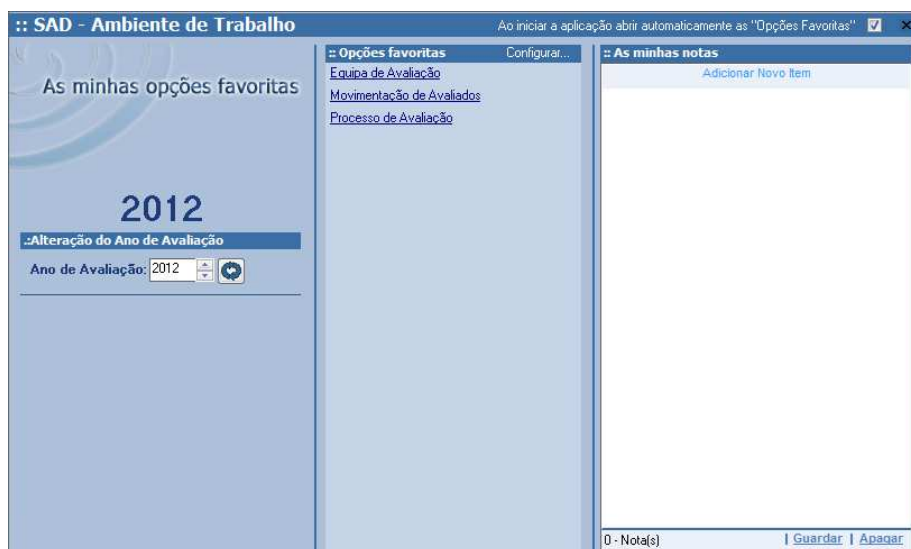 :: SAD - Ambiente de Trabalho
Ao iniciar a aplicação abrir automaticamente as "Opções Favoritas"
As minhas opções favoritas
2012
.:Alteração do Ano de Avaliação
Ano de Avaliação: 2012
:: Opções favoritas Configurar...
Equipa de Avaliação
Movimentação de Avaliados
Processo de Avaliação
:: As minhas notas
Adicionar Novo Item
0 - Nota(s) | Guardar | Apagar